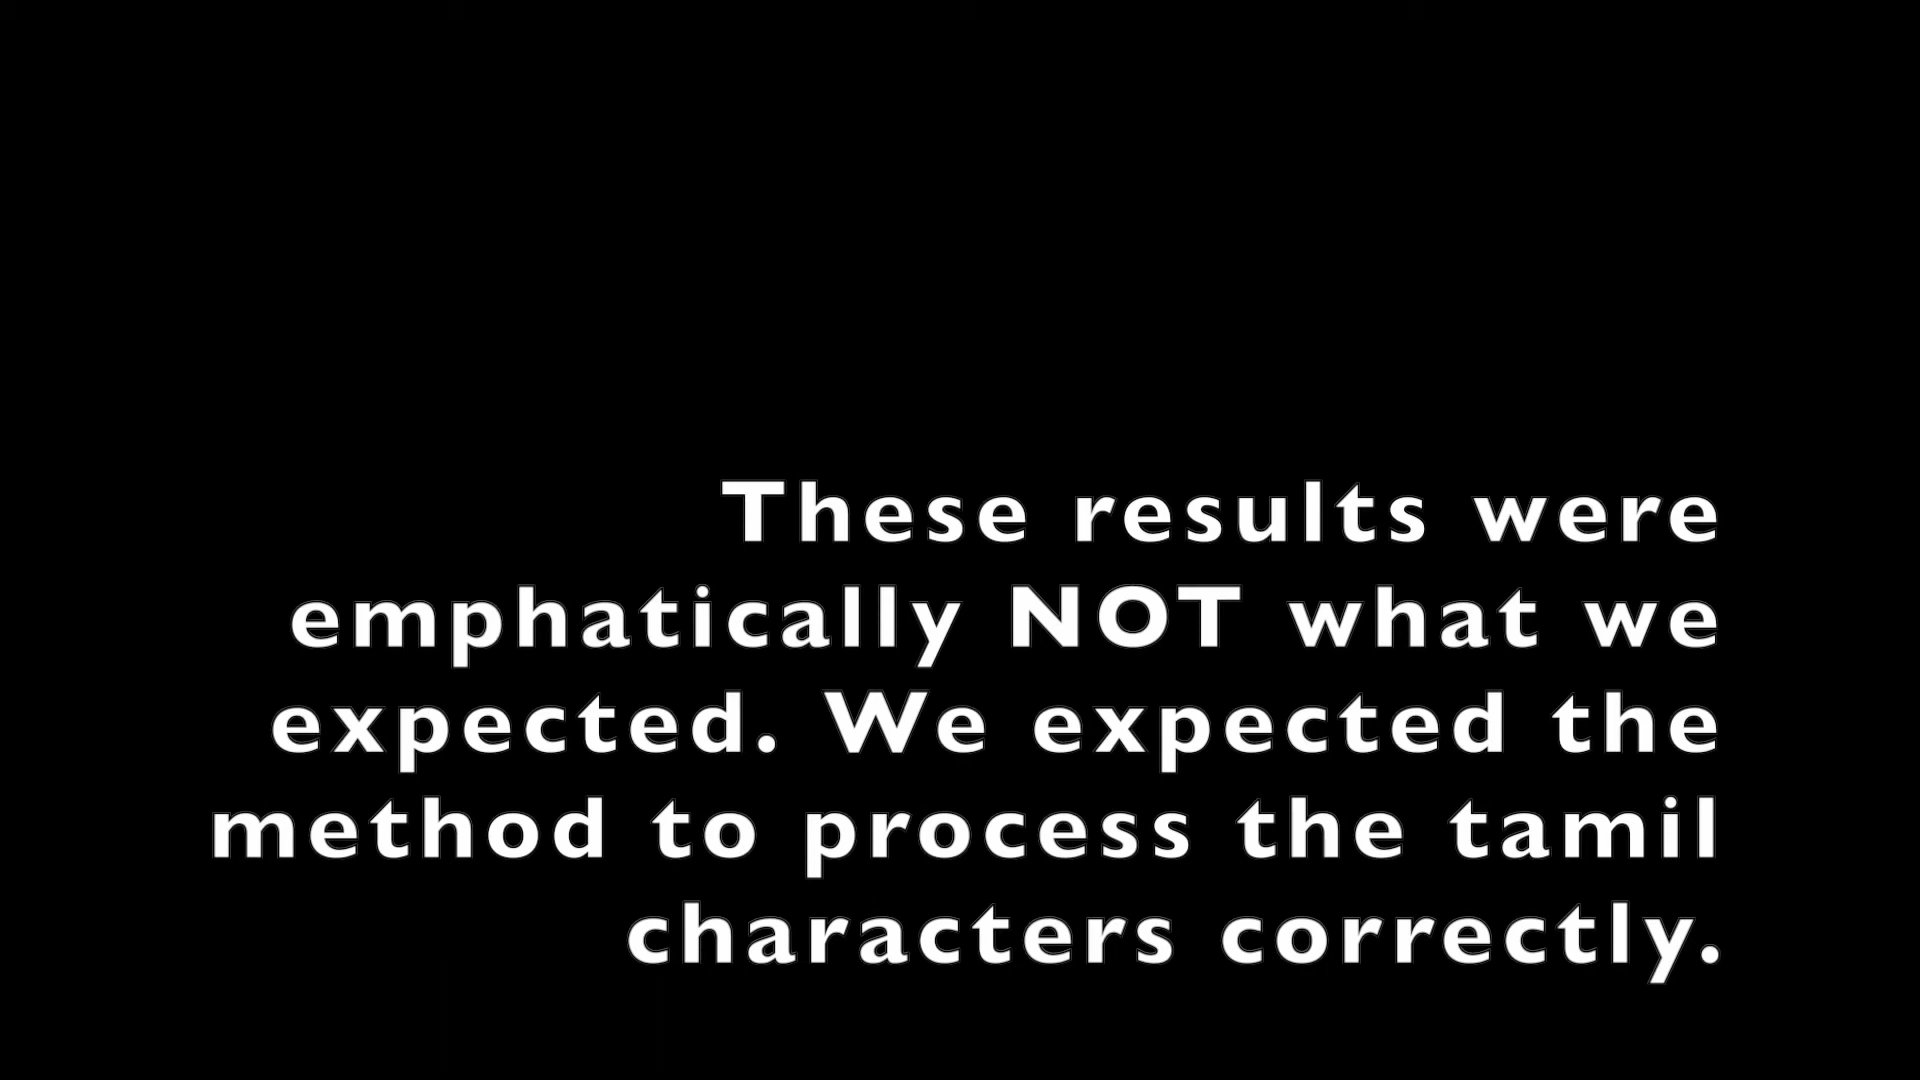 These results were
emphatically NOT what we
expected. We expected the
method to process the tamil
characters correctly.